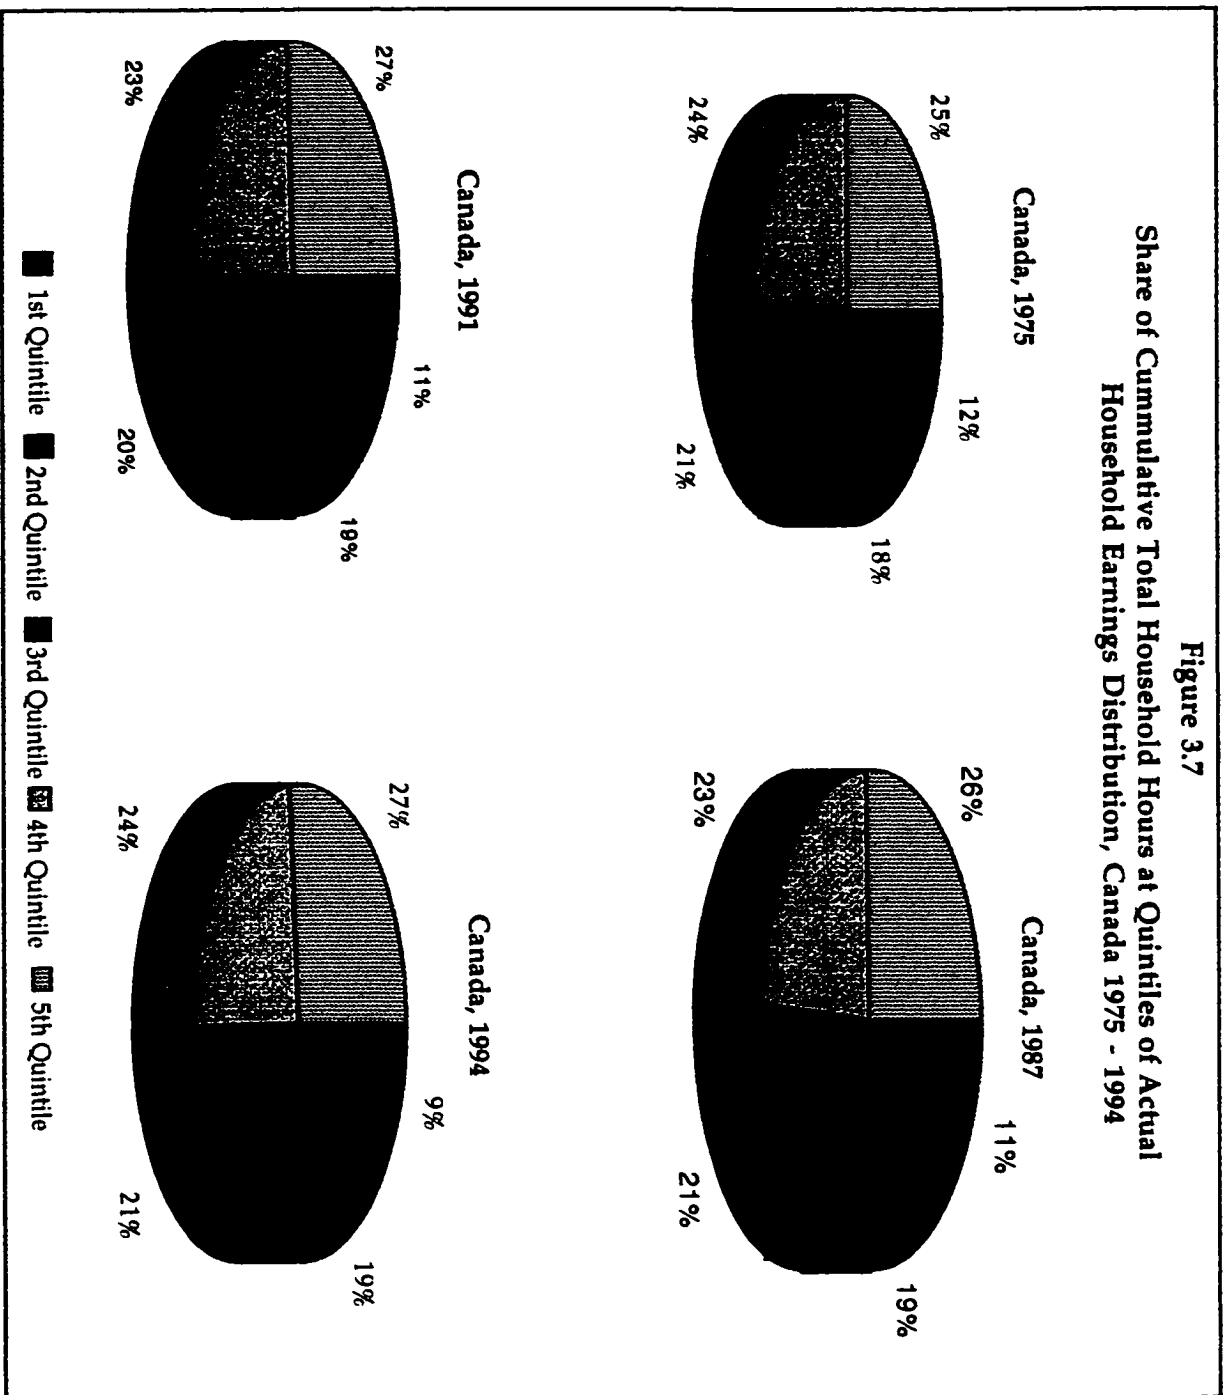 Figure 3.7
Share of Cummulative Total Household Hours at Quintiles of Actual
Household Earnings Distribution, Canada 1975 - 1994
Canada, 1975
25%
12%
18%
24%
21%
Canada, 1987
26%
11%
19%
23%
21%
Canada, 1991
27%
11%
19%
23%
20%
Canada, 1994
27%
9%
19%
24%
21%
1st Quintile 2nd Quintile 3rd Quintile 4th Quintile 5th Quintile